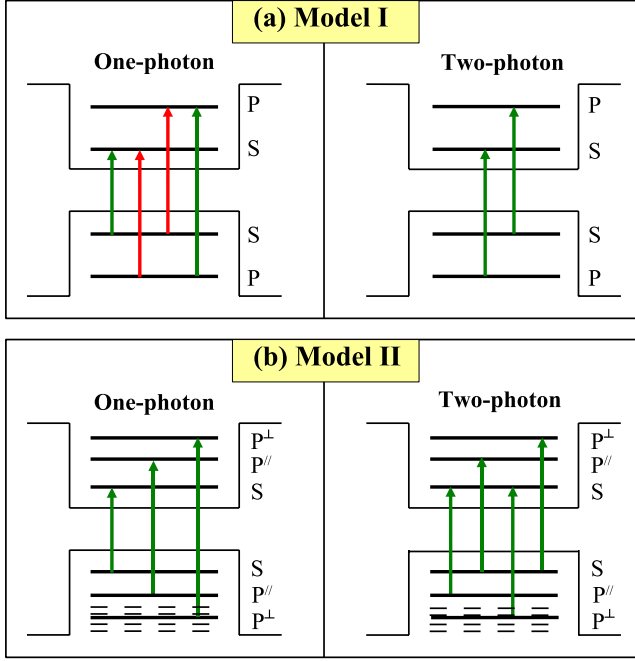 (a) Model I
One-photon
Two-photon
P
S
S
P
P
S
S
P
(b) Model II
One-photon
Two-photon
P⊥
P//
S
S
P//
P⊥
P⊥
P//
S
S
P//
P⊥